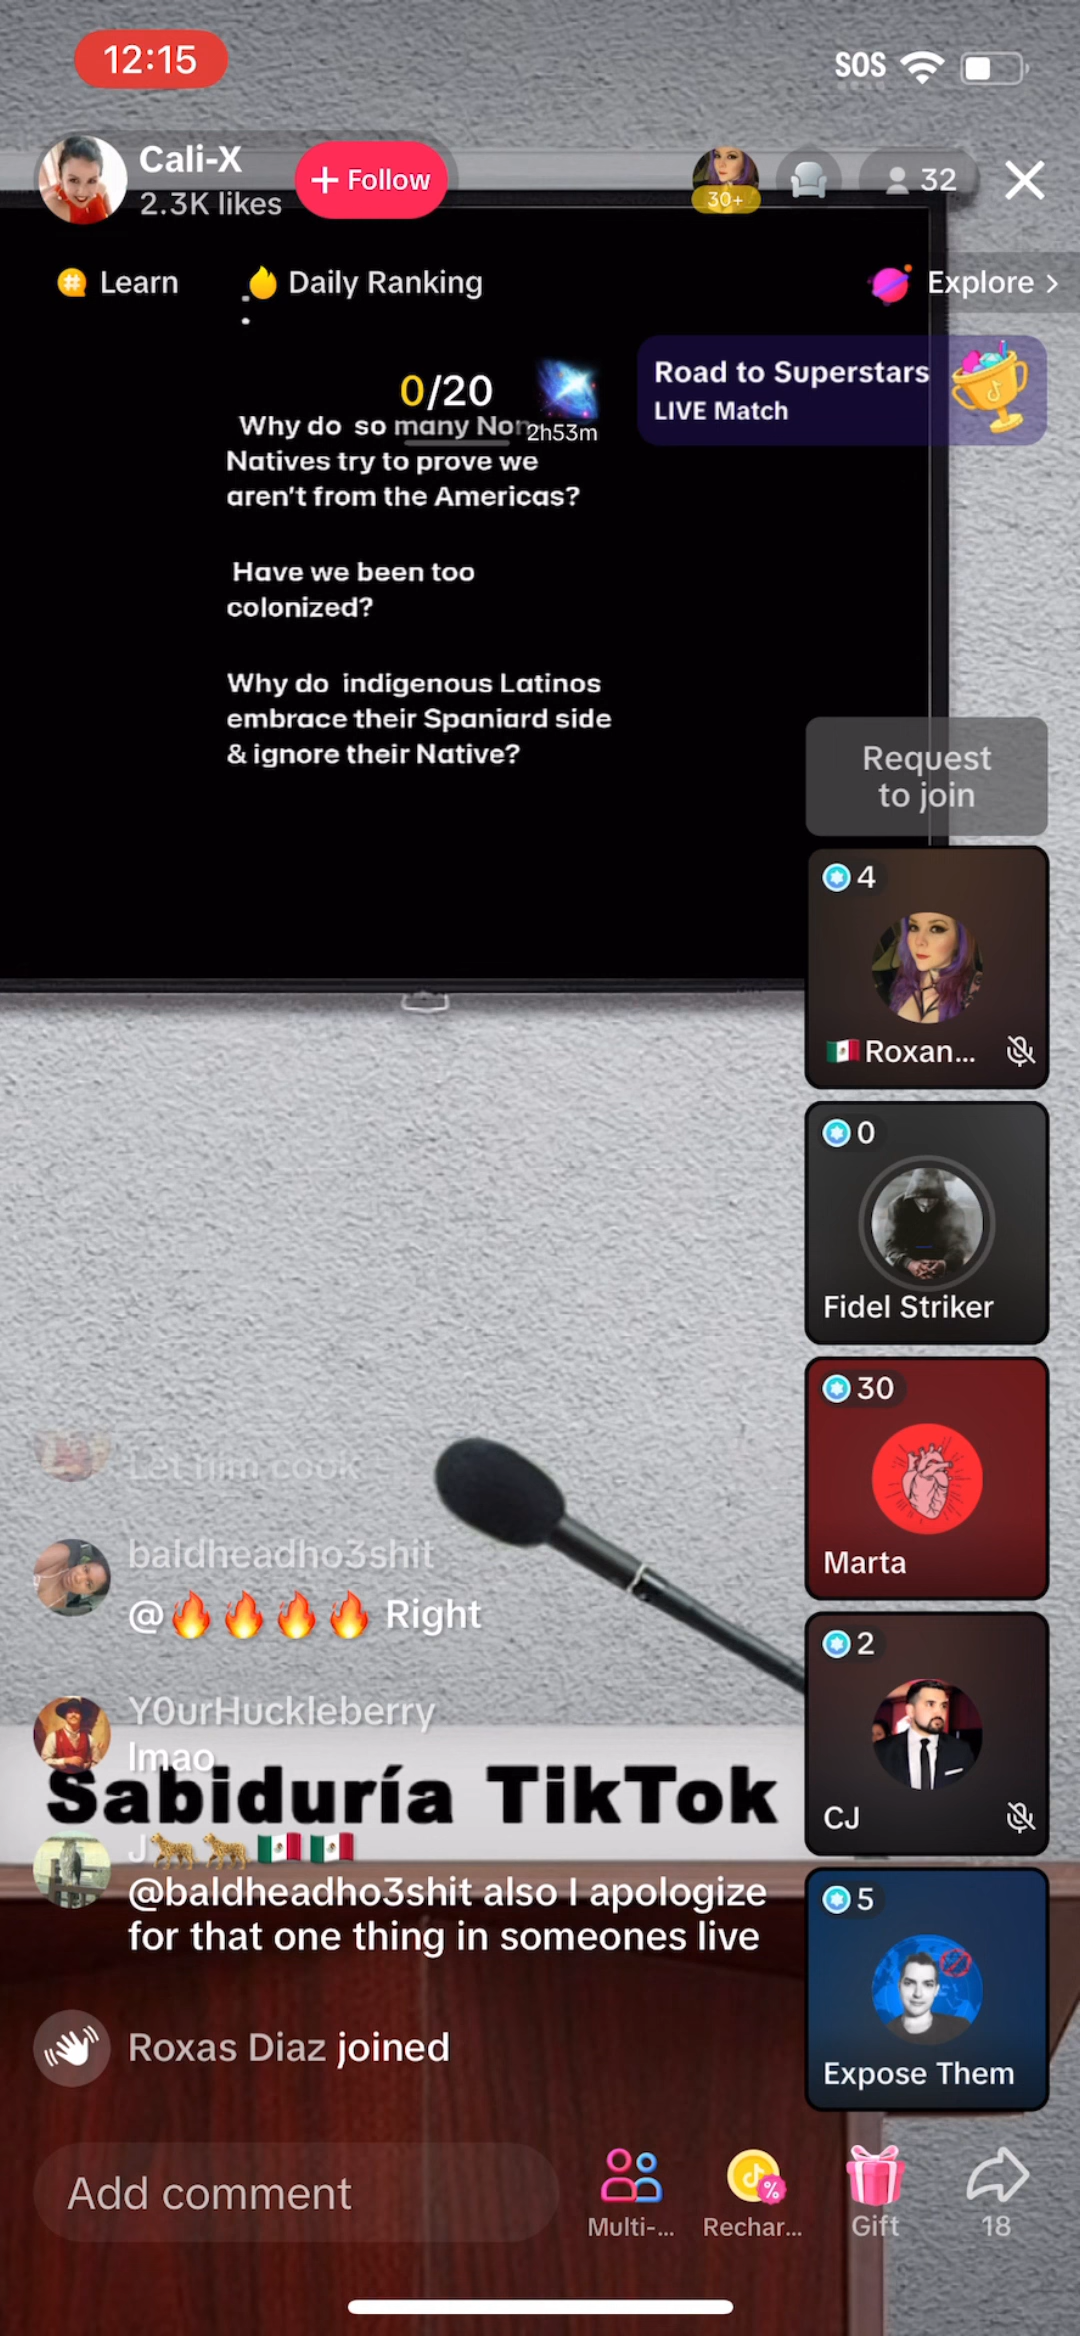 12:15
SOS
Cali-X
2.3K likes
+ Follow
30+
32
Learn
Daily Ranking
Explore >
0/20
2h53m
Road to Superstars
LIVE Match
Why do so many Non
Natives try to prove we
aren't from the Americas?
Have we been too
colonized?
Why do indigenous Latinos
embrace their Spaniard side
& ignore their Native?
Request
to join
4
🇲🇽Roxan...
0
Fidel Striker
30
Marta
2
CJ
5
Expose Them
Let him cook
baldheadho3shit
@🔥🔥🔥🔥 Right
Y0urHuckleberry
lmao
Sabiduría TikTok
J🐆🐆🇲🇽🇲🇽
@baldheadho3shit also I apologize
for that one thing in someones live
Roxas Diaz joined
Add comment
Multi-...
Rechar...
Gift
18